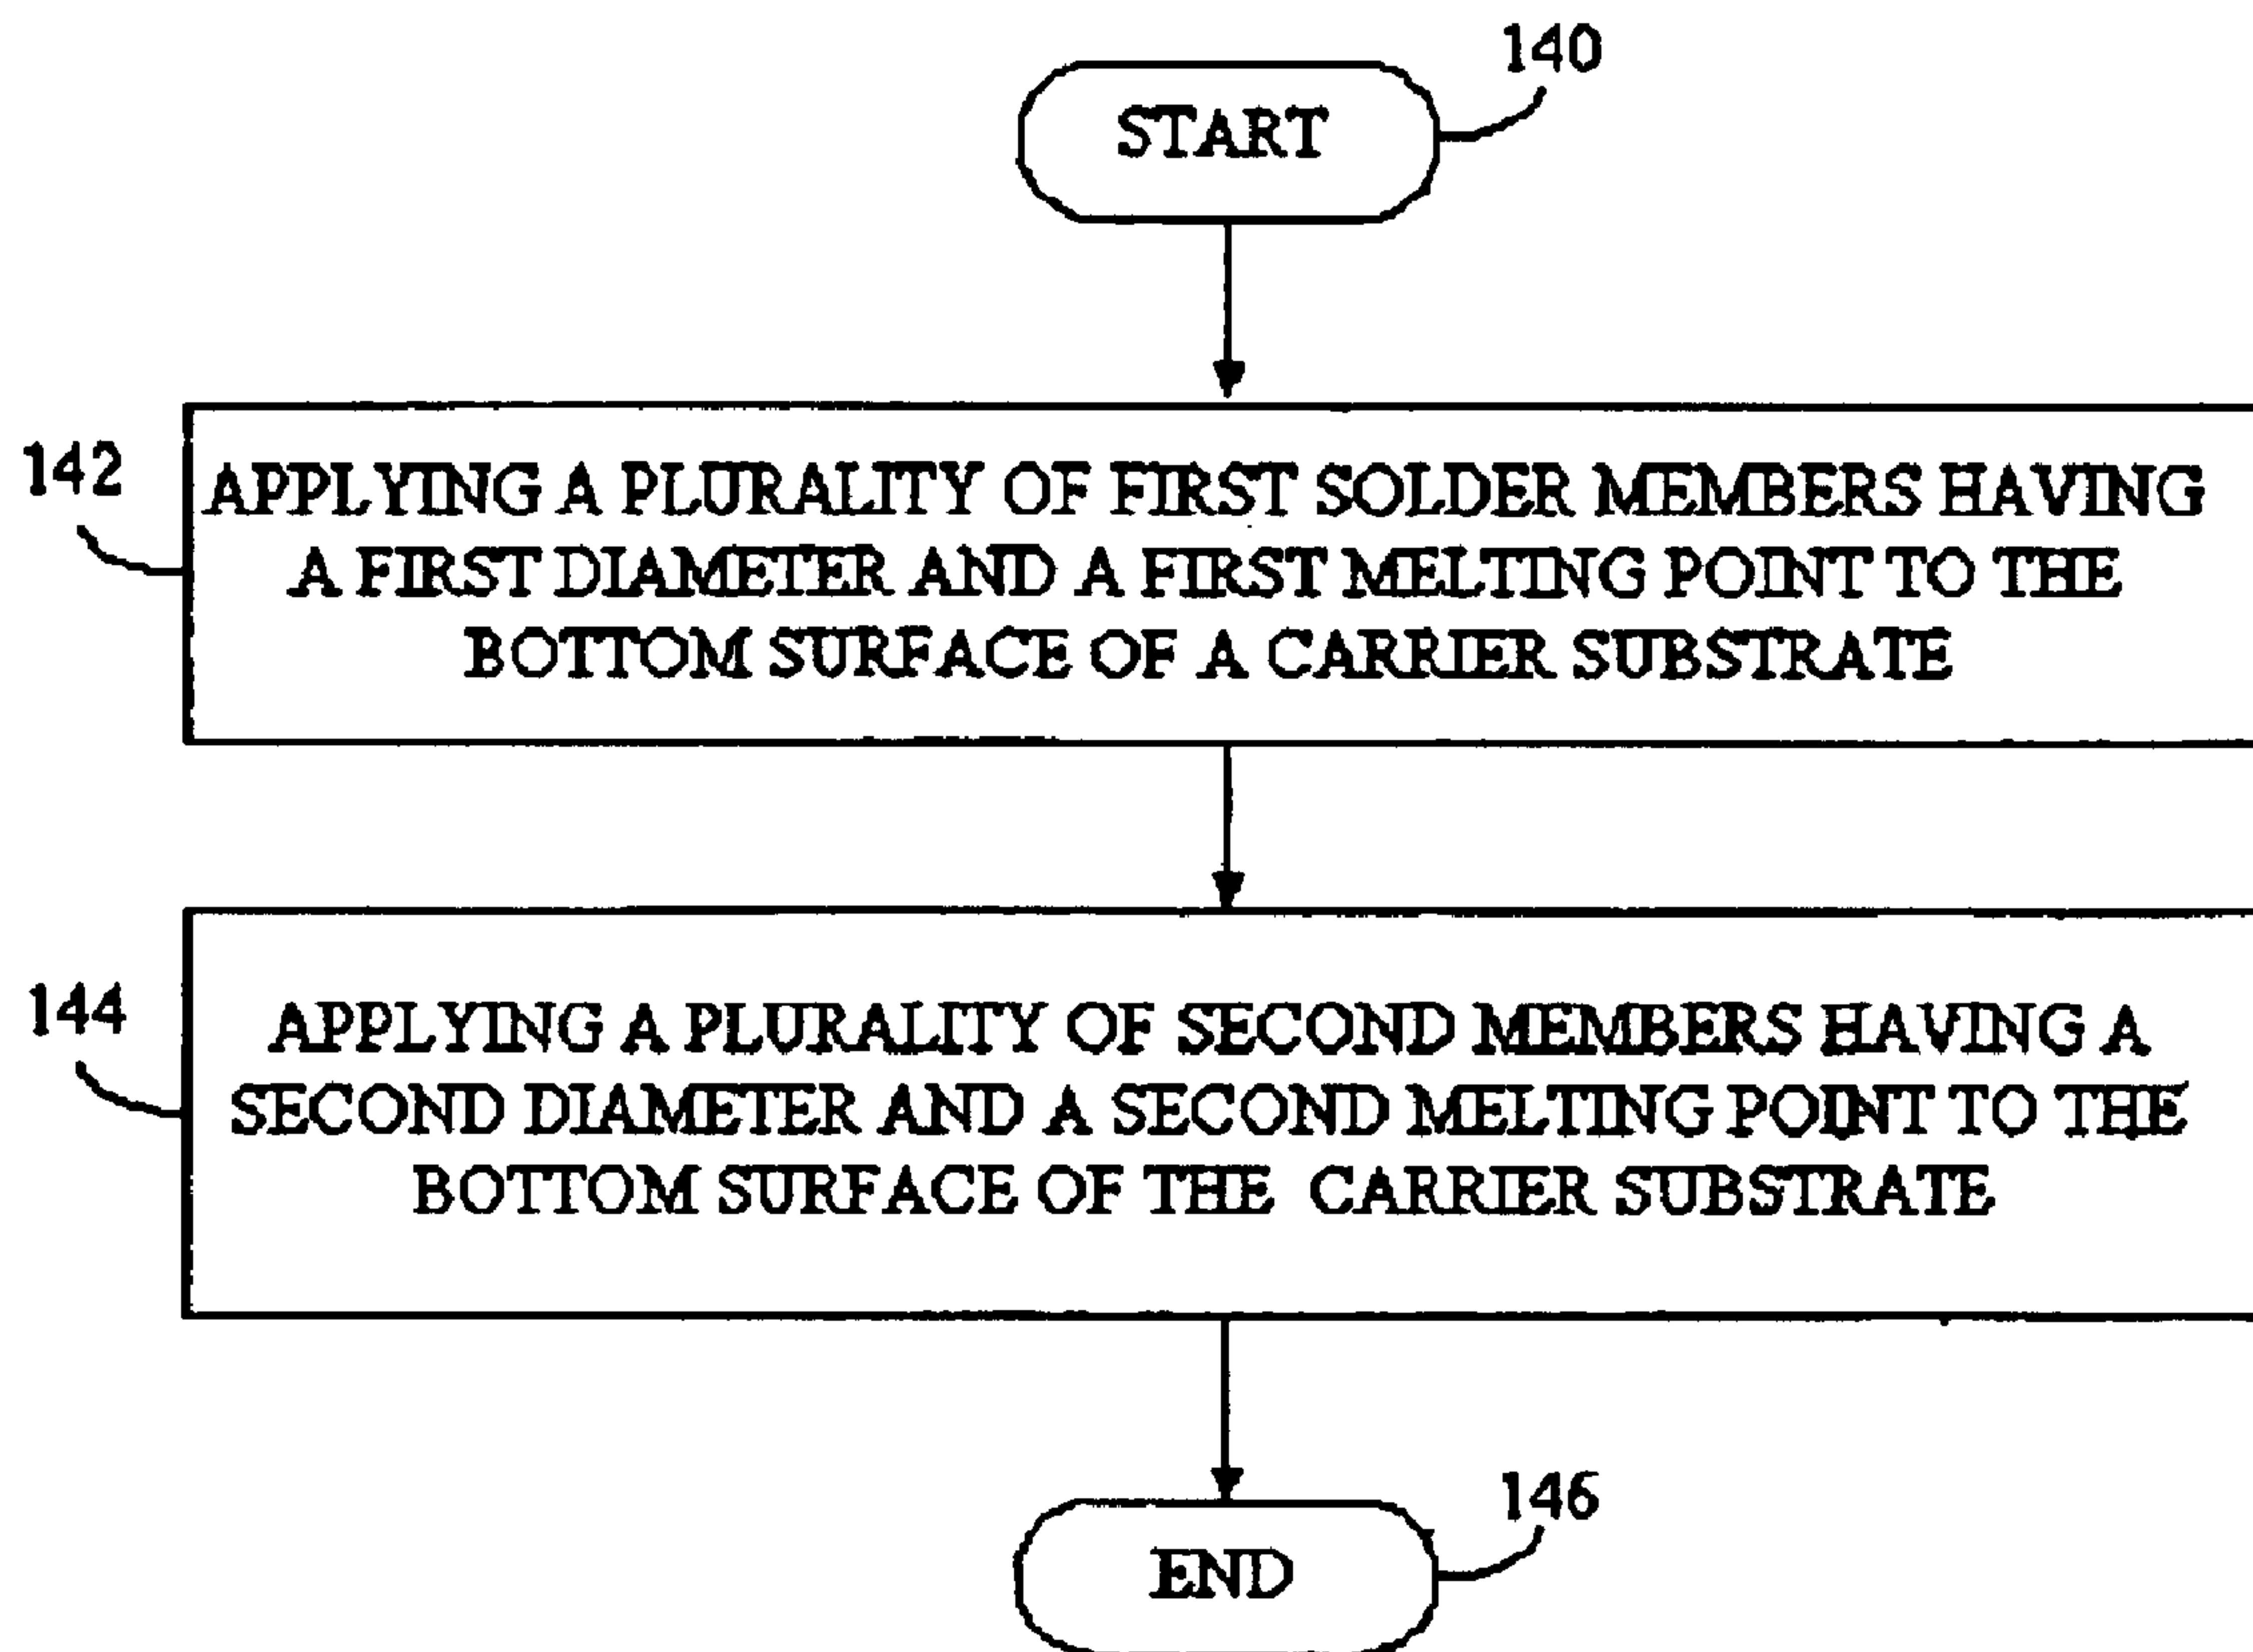 140
START
142
APPLYING A PLURALITY OF FIRST SOLDER MEMBERS HAVING
A FIRST DIAMETER AND A FIRST MELTING POINT TO THE
BOTTOM SURFACE OF A CARRIER SUBSTRATE
144
APPLYING A PLURALITY OF SECOND MEMBERS HAVING A
SECOND DIAMETER AND A SECOND MELTING POINT TO THE
BOTTOM SURFACE OF THE CARRIER SUBSTRATE
146
END